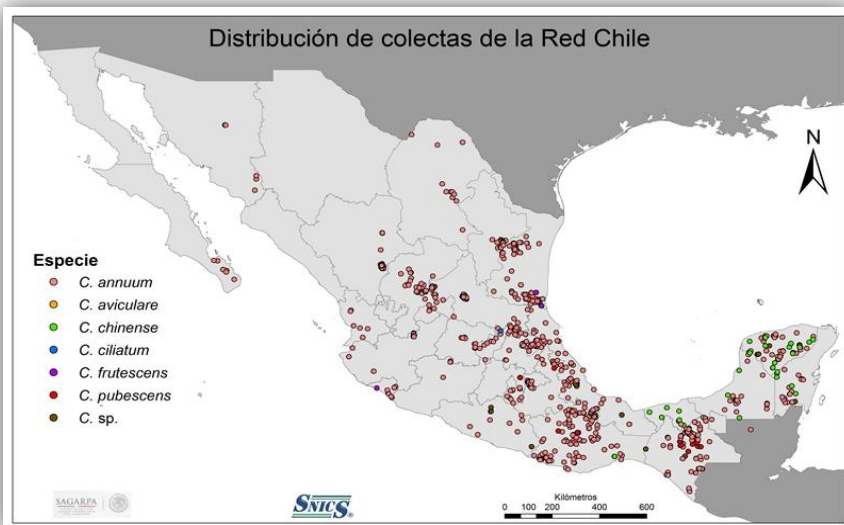 Distribución de colectas de la Red Chile
N
Especie
C. annuum
C. aviculare
C. chinense
C. ciliatum
C. frutescens
C. pubescens
C. sp.
SAGARPA
SNICS®
Kilómetros
0 100 200 400 600